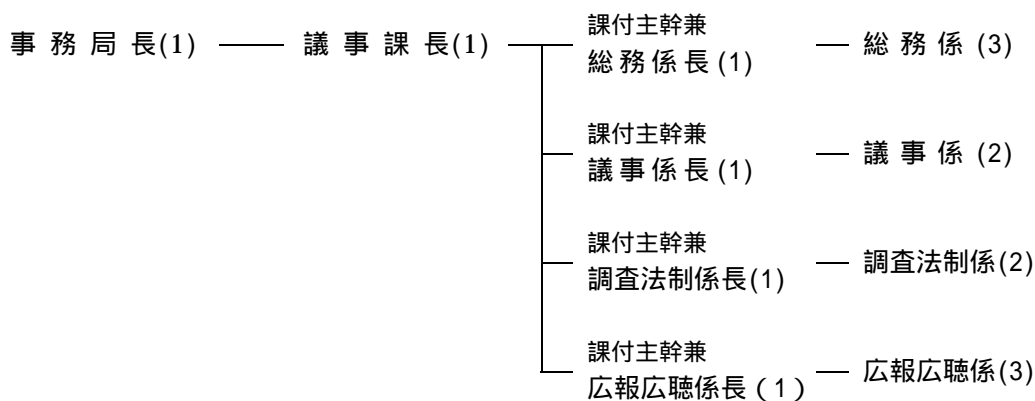 事務局長(1)
議事課長(1)
課付主幹兼
総務係長(1)
総務係(3)
課付主幹兼
議事係長(1)
議事係(2)
課付主幹兼
調査法制係長(1)
調査法制係(2)
課付主幹兼
広報広聴係長(1)
広報広聴係(3)